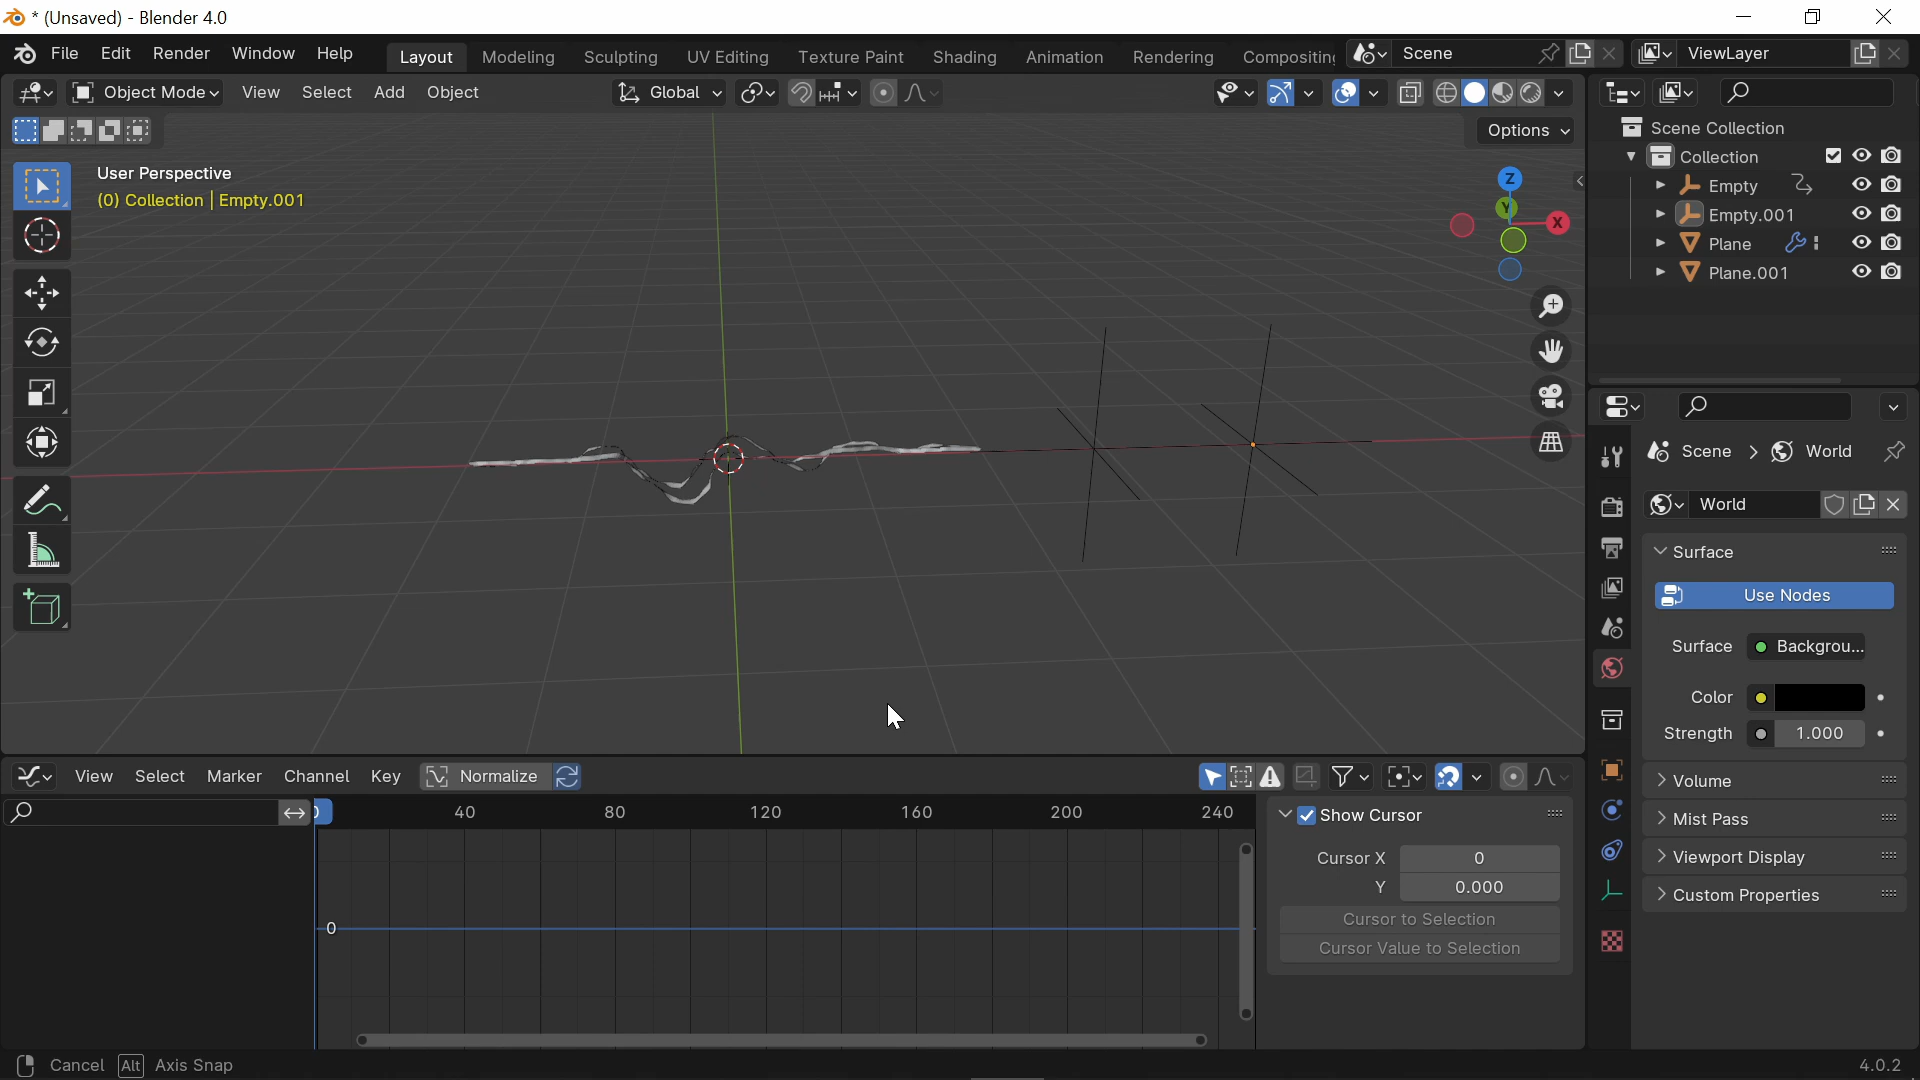 * (Unsaved) - Blender 4.0
File Edit Render Window Help Layout Modeling Sculpting UV Editing Texture Paint Shading Animation Rendering Compositing Scene ViewLayer
Object Mode View Select Add Object Global
Options
User Perspective
(0) Collection | Empty.001
Z
Y
X
Scene Collection
Collection
Empty
Empty.001
Plane
Plane.001
Scene > World
World
Surface
Use Nodes
Surface Backgrou...
Color
Strength 1.000
Volume
Mist Pass
Viewport Display
Custom Properties
View Select Marker Channel Key Normalize
40 80 120 160 200 240
0
Show Cursor
Cursor X 0
Y 0.000
Cursor to Selection
Cursor Value to Selection
Cancel Alt Axis Snap
4.0.2